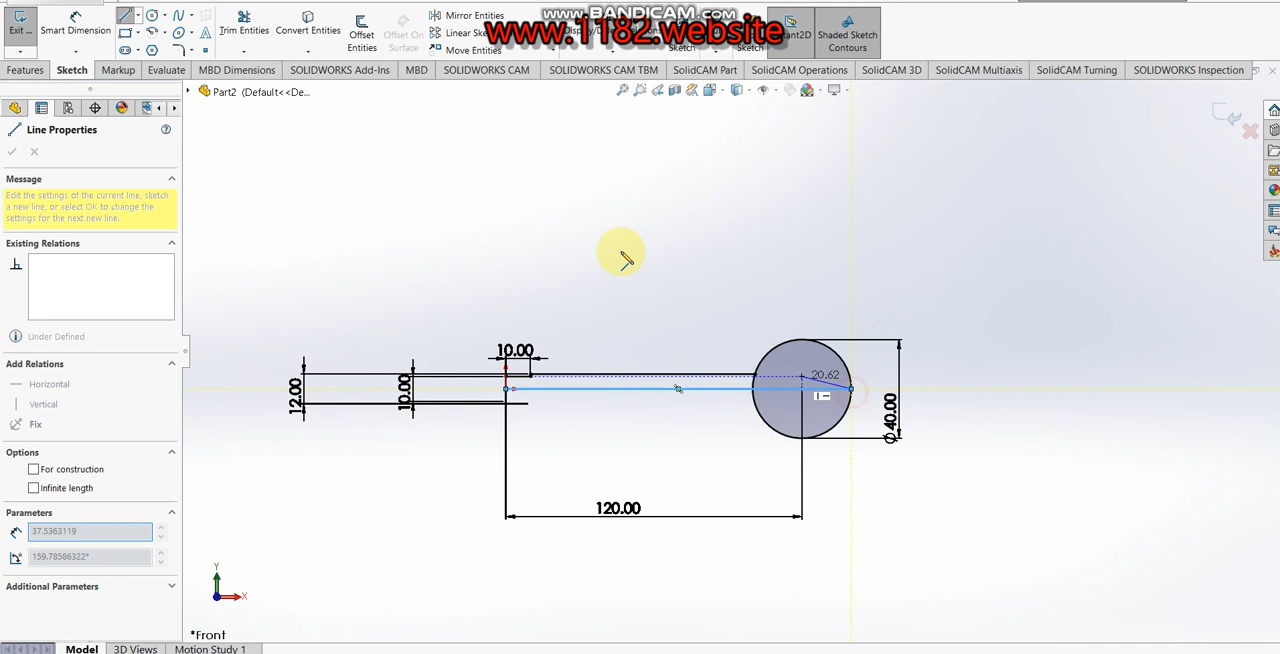 www.BANDICAM.com
www.1182.website
Exit ...
Smart Dimension
Trim Entities
Convert Entities
Offset Entities
Offset On Surface
Mirror Entities
Linear Sk
Move Entities
Shaded Sketch Contours
Features
Sketch
Markup
Evaluate
MBD Dimensions
SOLIDWORKS Add-Ins
MBD
SOLIDWORKS CAM
SOLIDWORKS CAM TBM
SolidCAM Part
SolidCAM Operations
SolidCAM 3D
SolidCAM Multiaxis
SolidCAM Turning
SOLIDWORKS Inspection
Part2 (Default<<De...
Line Properties
Message
Edit the settings of the current line, sketch
a new line, or select OK to change the
settings for the next new line.
Existing Relations
Under Defined
Add Relations
Horizontal
Vertical
Fix
Options
For construction
Infinite length
Parameters
37.5363119
159.78586322°
Additional Parameters
10.00
12.00
10.00
20.62
Ø40.00
120.00
Y
X
*Front
Model
3D Views
Motion Study 1